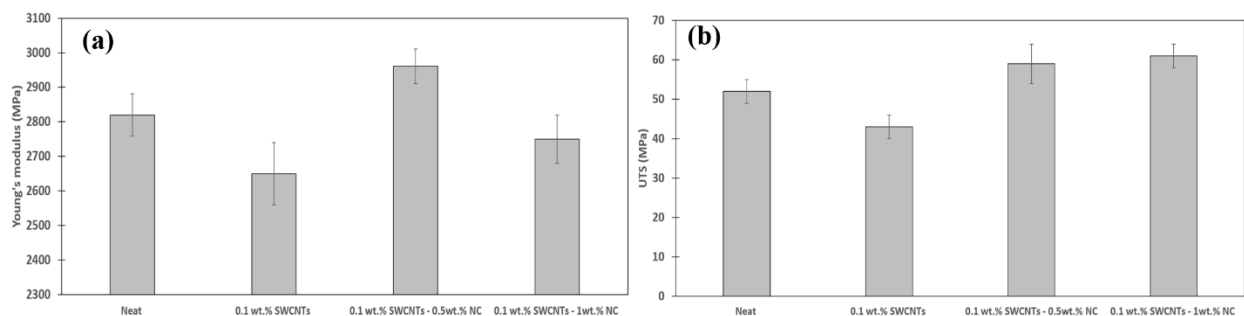 (a)
Young's modulus (MPa)
3100
3000
2900
2800
2700
2600
2500
2400
2300
Neat
0.1 wt.% SWCNTs
0.1 wt.% SWCNTs - 0.5wt.% NC
0.1 wt.% SWCNTs - 1wt.% NC
(b)
UTS (MPa)
70
60
50
40
30
20
10
0
Neat
0.1 wt.% SWCNTs
0.1 wt.% SWCNTs - 0.5wt.% NC
0.1 wt.% SWCNTs - 1wt.% NC